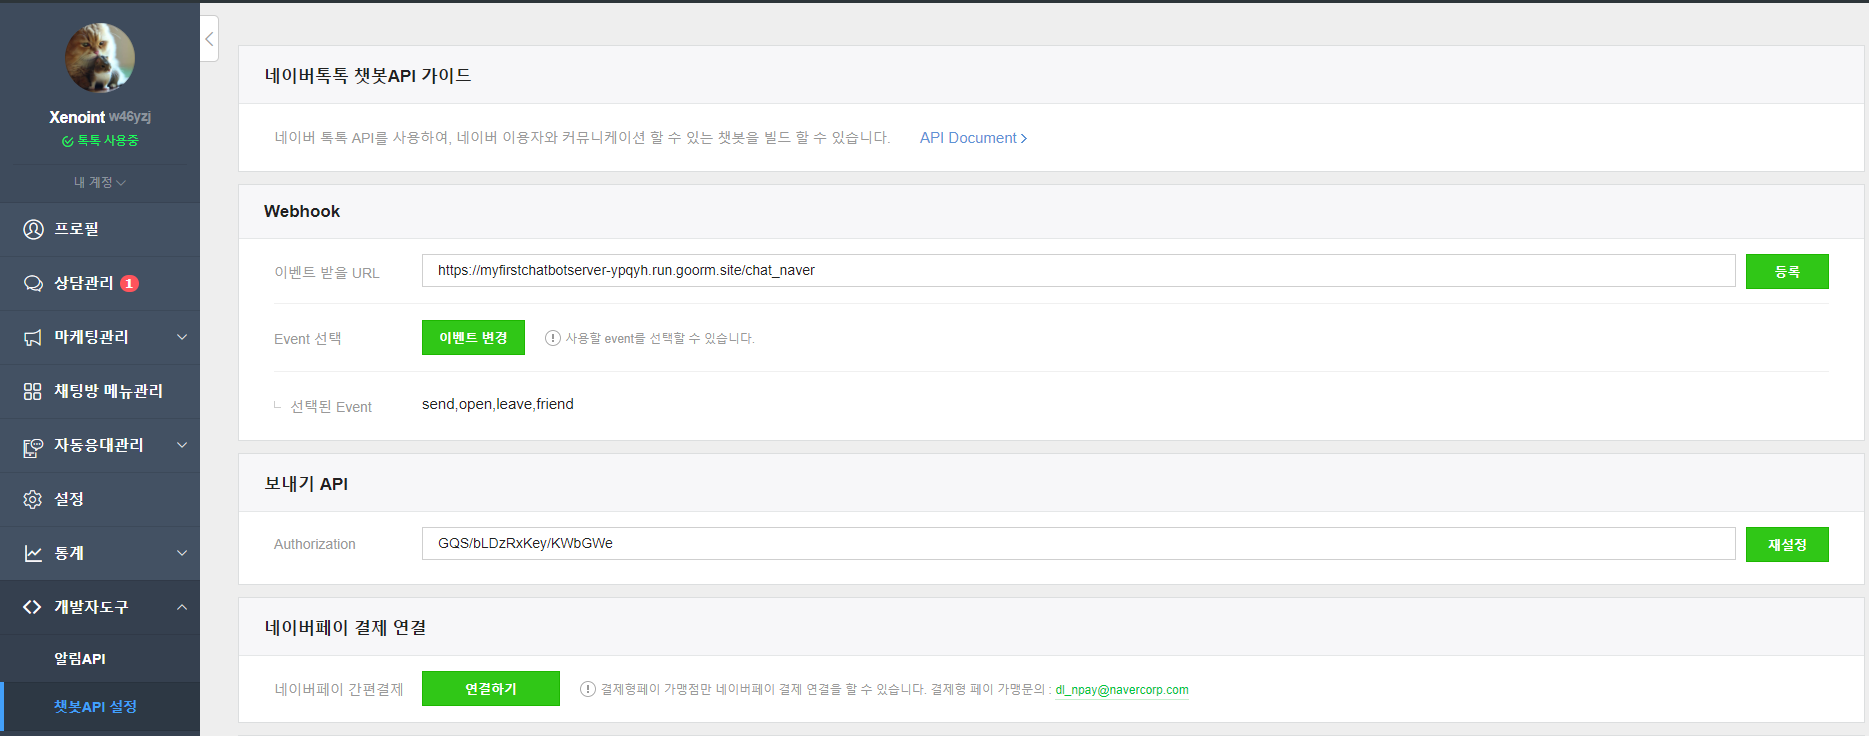 Xenoint w46yzj
톡톡 사용중
내 계정
프로필
상담관리 1
마케팅관리
채팅방 메뉴관리
자동응대관리
설정
통계
개발자도구
알림API
챗봇API 설정
네이버톡톡 챗봇API 가이드
네이버 톡톡 API를 사용하여, 네이버 이용자와 커뮤니케이션 할 수 있는 챗봇을 빌드 할 수 있습니다. API Document >
Webhook
이벤트 받을 URL https://myfirstchatbotserver-ypqyh.run.goorm.site/chat_naver 등록
Event 선택 이벤트 변경 사용할 event를 선택할 수 있습니다.
선택된 Event send,open,leave,friend
보내기 API
Authorization GQS/bLDzRxKey/KWbGWe 재설정
네이버페이 결제 연결
네이버페이 간편결제 연결하기 결제형페이 가맹점만 네이버페이 결제 연결을 할 수 있습니다. 결제형 페이 가맹문의 : dl_npay@navercorp.com